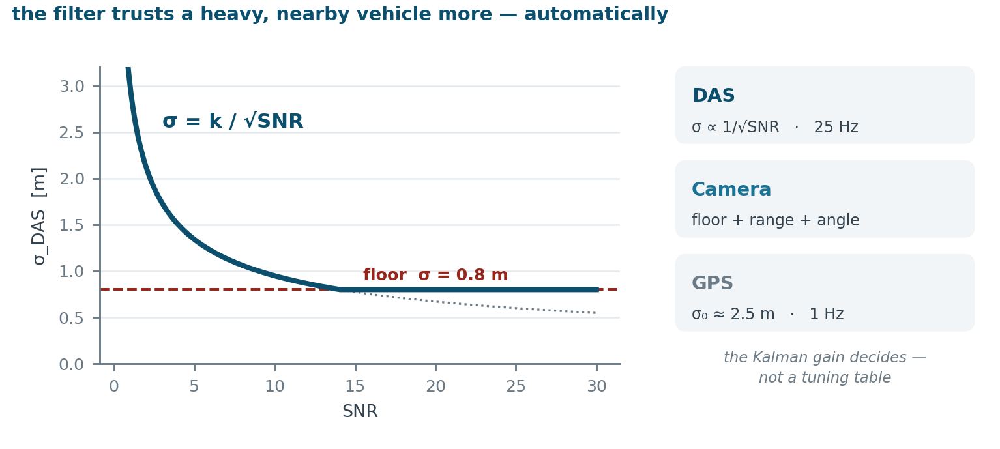 the filter trusts a heavy, nearby vehicle more — automatically
3.0
2.5
2.0
1.5
1.0
0.5
0.0
σ_DAS [m]
σ = k / √SNR
floor σ = 0.8 m
0 5 10 15 20 25 30
SNR
DAS
σ ∝ 1/√SNR · 25 Hz
Camera
floor + range + angle
GPS
σ₀ ≈ 2.5 m · 1 Hz
the Kalman gain decides —
not a tuning table